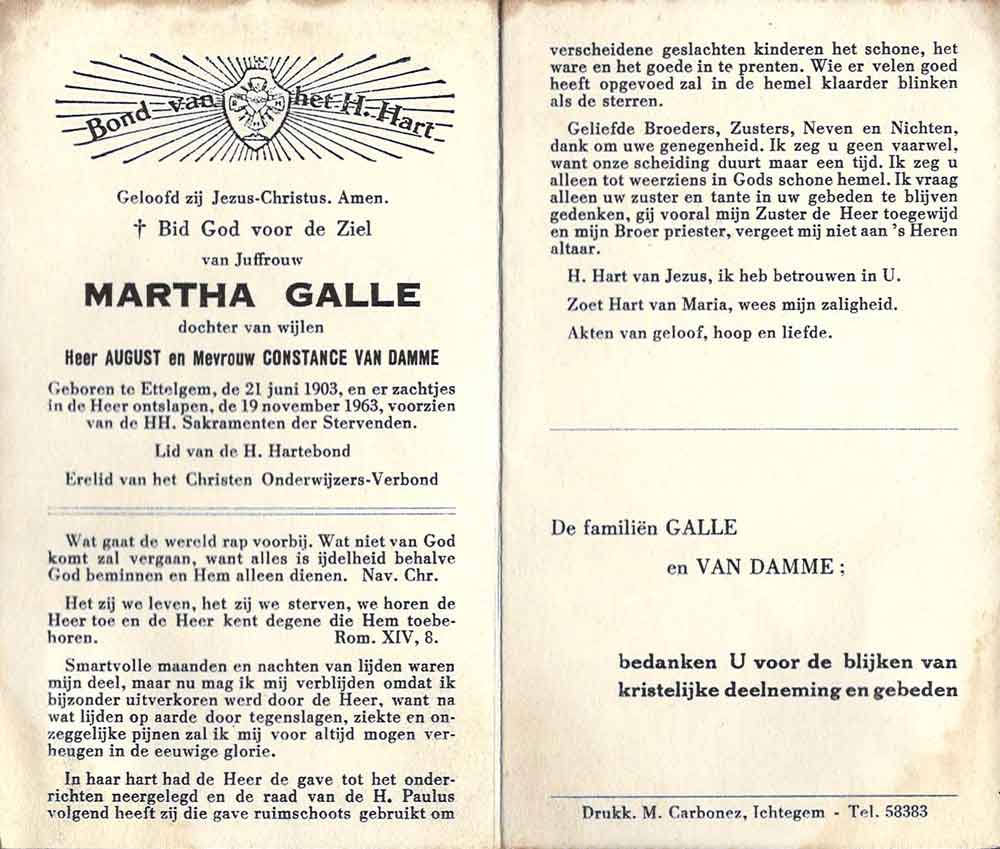 Bond van het H. Hart
Geloofd zij Jezus-Christus. Amen.
† Bid God voor de Ziel
van Juffrouw
MARTHA GALLE
dochter van wijlen
Heer AUGUST en Mevrouw CONSTANCE VAN DAMME
Geboren te Ettelgem, de 21 juni 1903, en er zachtjes
in de Heer ontslapen, de 19 november 1963, voorzien
van de HH. Sakramenten der Stervenden.
Lid van de H. Hartebond
Erelid van het Christen Onderwijzers-Verbond
Wat gaat de wereld rap voorbij. Wat niet van God
komt zal vergaan, want alles is ijdelheid behalve
God beminnen en Hem alleen dienen. Nav. Chr.
Het zij we leven, het zij we sterven, we horen de
Heer toe en de Heer kent degene die Hem toebe-
horen. Rom. XIV, 8.
Smartvolle maanden en nachten van lijden waren
mijn deel, maar nu mag ik mij verblijden omdat ik
bijzonder uitverkoren werd door de Heer, want na
wat lijden op aarde door tegenslagen, ziekte en on-
zeggelijke pijnen zal ik mij voor altijd mogen ver-
heugen in de eeuwige glorie.
In haar hart had de Heer de gave tot het onder-
richten neergelegd en de raad van de H. Paulus
volgend heeft zij die gave ruimschoots gebruikt om
verscheidene geslachten kinderen het schone, het
ware en het goede in te prenten. Wie er velen goed
heeft opgevoed zal in de hemel klaarder blinken
als de sterren.
Geliefde Broeders, Zusters, Neven en Nichten,
dank om uwe genegenheid. Ik zeg u geen vaarwel,
want onze scheiding duurt maar een tijd. Ik zeg u
alleen tot weerziens in Gods schone hemel. Ik vraag
alleen uw zuster en tante in uw gebeden te blijven
gedenken, gij vooral mijn Zuster de Heer toegewijd
en mijn Broer priester, vergeet mij niet aan 's Heren
altaar.
H. Hart van Jezus, ik heb betrouwen in U.
Zoet Hart van Maria, wees mijn zaligheid.
Akten van geloof, hoop en liefde.
De familiën GALLE
en VAN DAMME ;
bedanken U voor de blijken van
kristelijke deelneming en gebeden
Drukk. M. Carbonez, Ichtegem - Tel. 58383